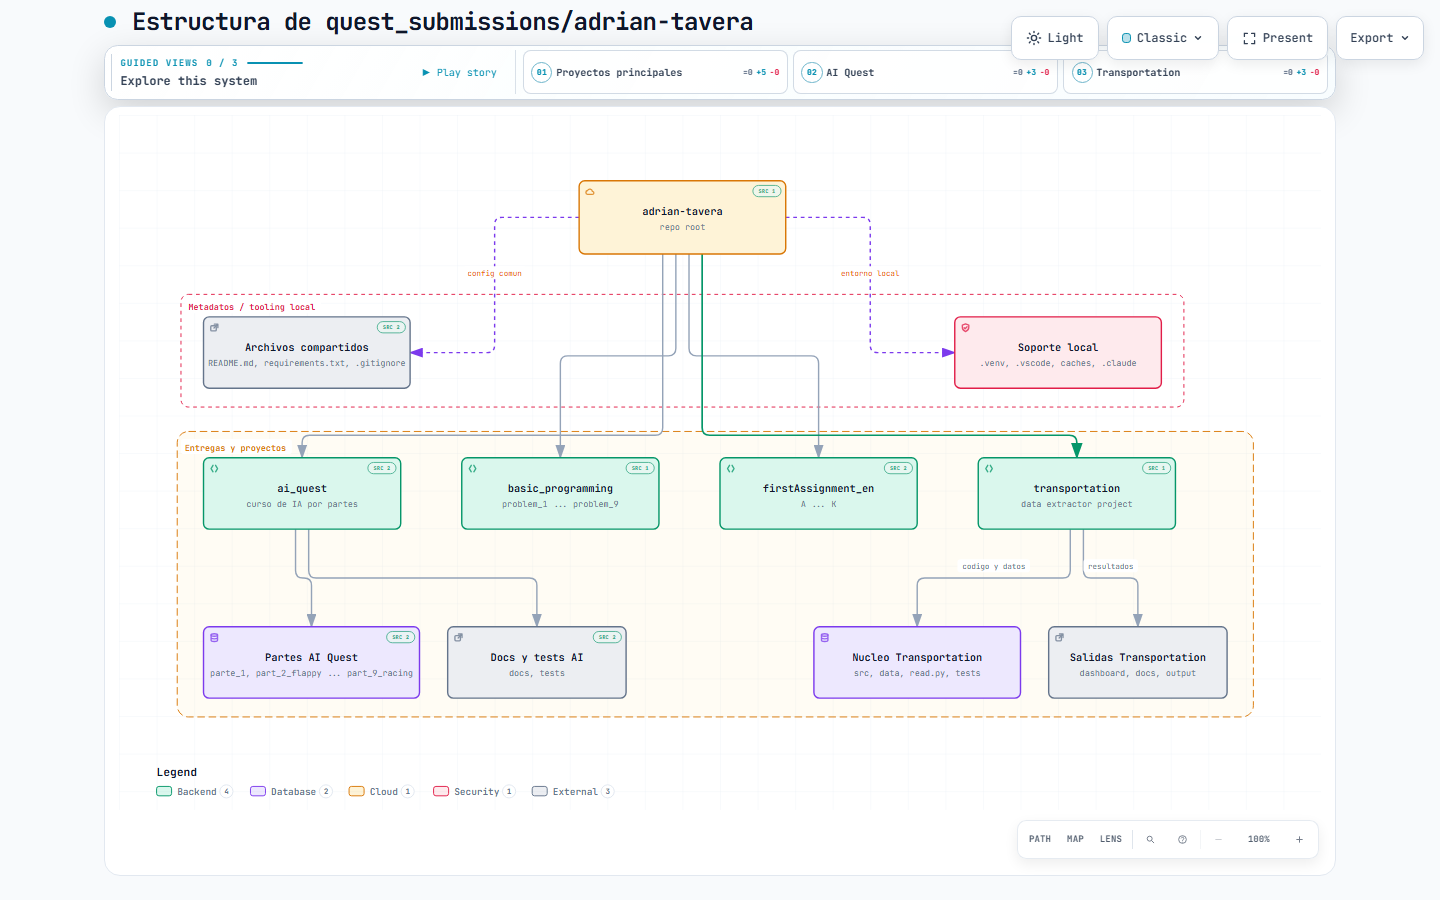 Estructura de quest_submissions/adrian-tavera
Light
Classic
Present
Export
GUIDED VIEWS 0 / 3
Explore this system
Play story
01 Proyectos principales =0 +5 -0
02 AI Quest =0 +3 -0
03 Transportation =0 +3 -0
SRC 1
adrian-tavera
repo root
config comun
entorno local
Metadatos / tooling local
SRC 2
Archivos compartidos
README.md, requirements.txt, .gitignore
Soporte local
.venv, .vscode, caches, .claude
Entregas y proyectos
SRC 2
ai_quest
curso de IA por partes
SRC 1
basic_programming
problem_1 ... problem_9
SRC 2
firstAssignment_en
A ... K
SRC 1
transportation
data extractor project
codigo y datos
resultados
SRC 2
Partes AI Quest
parte_1, part_2_flappy ... part_9_racing
SRC 2
Docs y tests AI
docs, tests
Nucleo Transportation
src, data, read.py, tests
Salidas Transportation
dashboard, docs, output
Legend
Backend 4
Database 2
Cloud 1
Security 1
External 3
PATH MAP LENS
100%